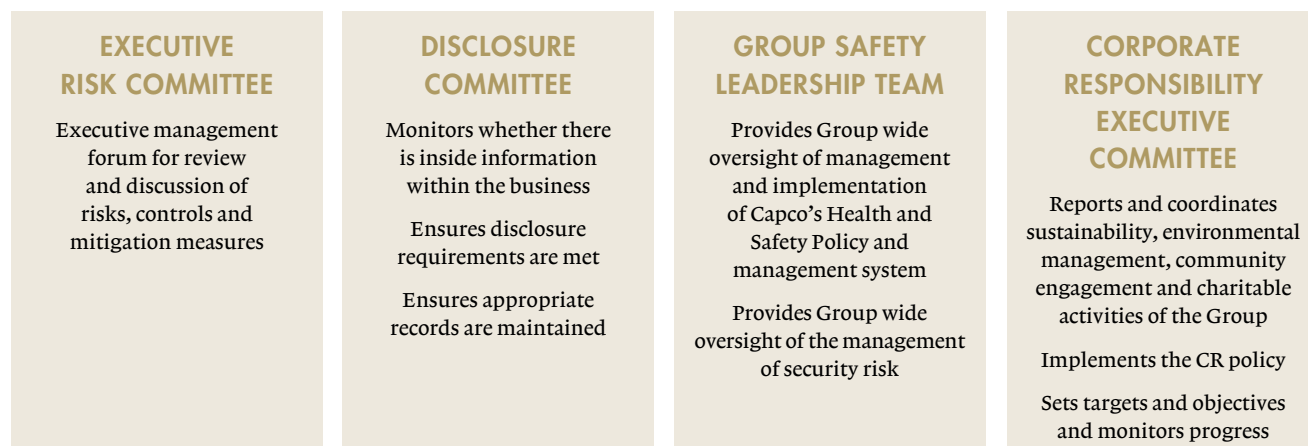 EXECUTIVE
RISK COMMITTEE
Executive management
forum for review
and discussion of
risks, controls and
mitigation measures
DISCLOSURE
COMMITTEE
Monitors whether there
is inside information
within the business
Ensures disclosure
requirements are met
Ensures appropriate
records are maintained
GROUP SAFETY
LEADERSHIP TEAM
Provides Group wide
oversight of management
and implementation
of Capco’s Health and
Safety Policy and
management system
Provides Group wide
oversight of the management
of security risk
CORPORATE
RESPONSIBILITY
EXECUTIVE
COMMITTEE
Reports and coordinates
sustainability, environmental
management, community
engagement and charitable
activities of the Group
Implements the CR policy
Sets targets and objectives
and monitors progress